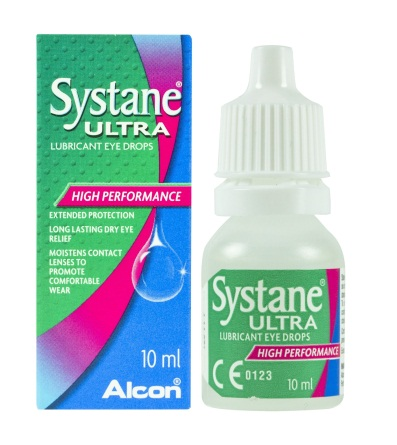 Systane®
ULTRA
LUBRICANT EYE DROPS
HIGH PERFORMANCE
EXTENDED PROTECTION
LONG LASTING DRY EYE
RELIEF
MOISTENS CONTACT
LENSES TO
PROMOTE
COMFORTABLE
WEAR
10 ml
Alcon®
Systane®
ULTRA
LUBRICANT EYE DROPS
HIGH PERFORMANCE
CE 0123
10 ml